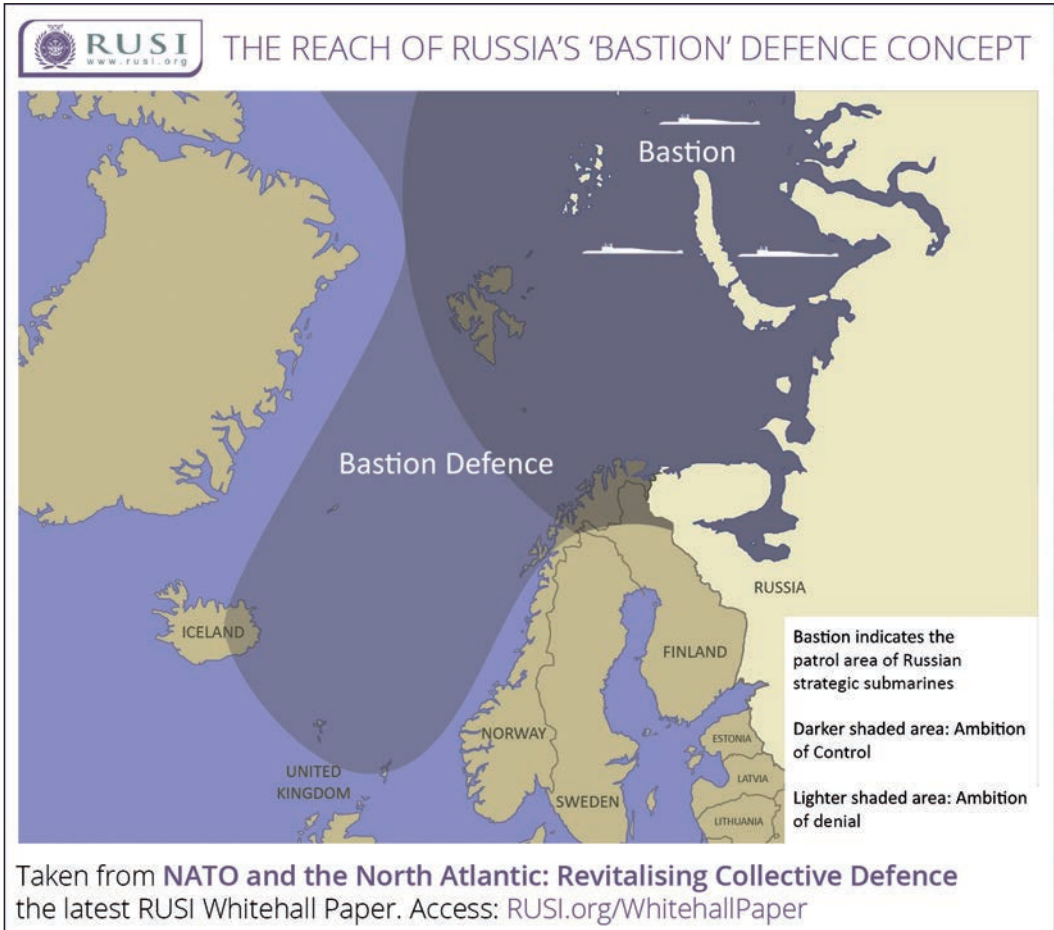 RUSI
www.rusi.org
THE REACH OF RUSSIA'S 'BASTION' DEFENCE CONCEPT
Bastion
Bastion Defence
ICELAND
RUSSIA
FINLAND
NORWAY
SWEDEN
ESTONIA
LATVIA
LITHUANIA
UNITED
KINGDOM
Bastion indicates the
patrol area of Russian
strategic submarines
Darker shaded area: Ambition
of Control
Lighter shaded area: Ambition
of denial
Taken from NATO and the North Atlantic: Revitalising Collective Defence
the latest RUSI Whitehall Paper. Access: RUSI.org/WhitehallPaper